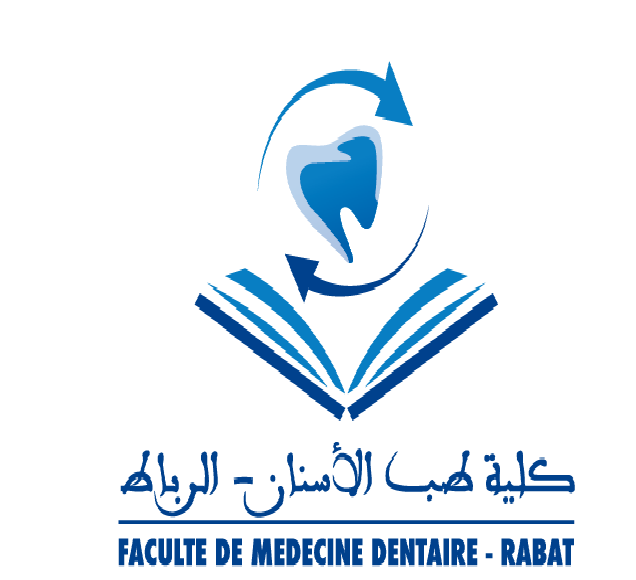 كلية طب الأسنان - الرباط
FACULTE DE MEDECINE DENTAIRE - RABAT